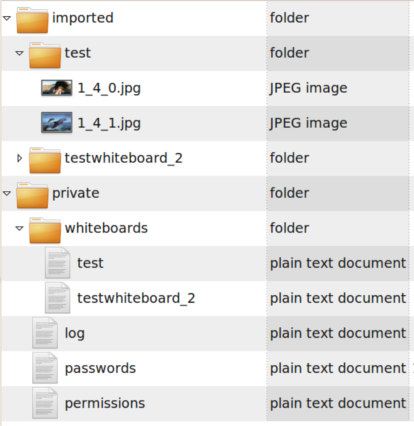 imported folder
test folder
1_4_0.jpg JPEG image
1_4_1.jpg JPEG image
testwhiteboard_2 folder
private folder
whiteboards folder
test plain text document
testwhiteboard_2 plain text document
log plain text document
passwords plain text document
permissions plain text document